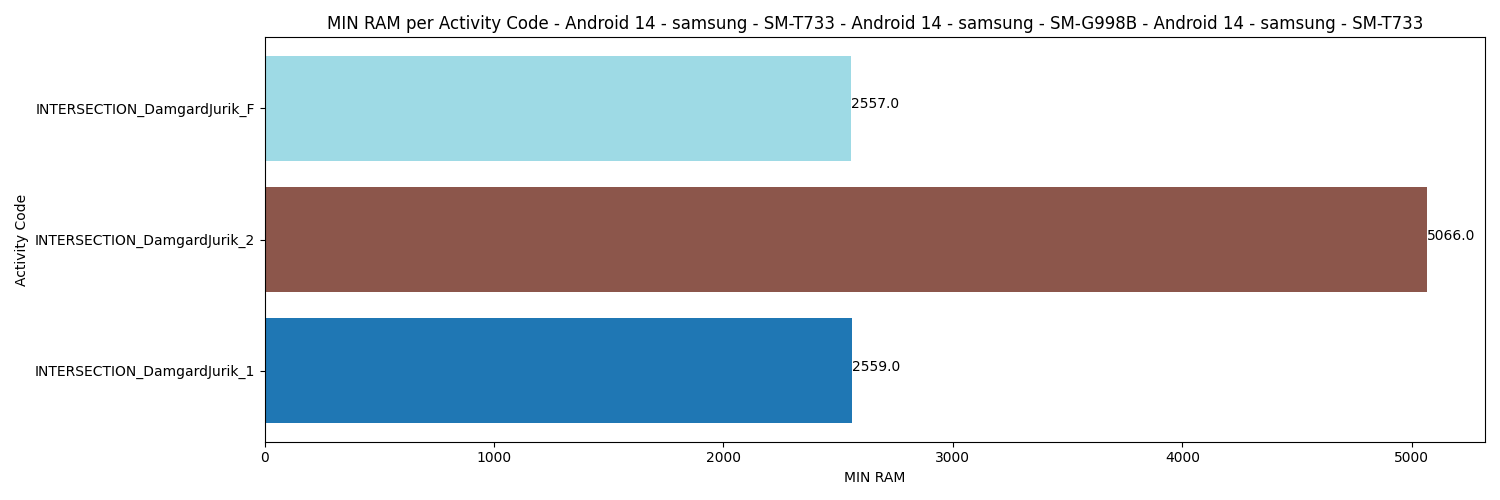 MIN RAM per Activity Code - Android 14 - samsung - SM-T733 - Android 14 - samsung - SM-G998B - Android 14 - samsung - SM-T733
INTERSECTION_DamgardJurik_F
2557.0
INTERSECTION_DamgardJurik_2
5066.0
INTERSECTION_DamgardJurik_1
2559.0
Activity Code
0 1000 2000 3000 4000 5000
MIN RAM